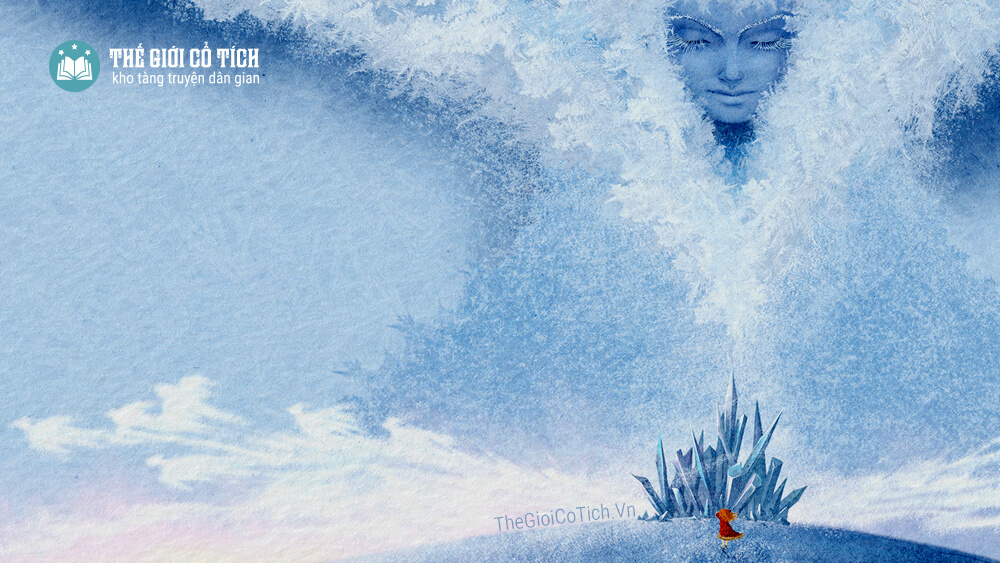 THẾ GIỚI CỔ TÍCH
kho tàng truyện dân gian
TheGioiCoTich.Vn